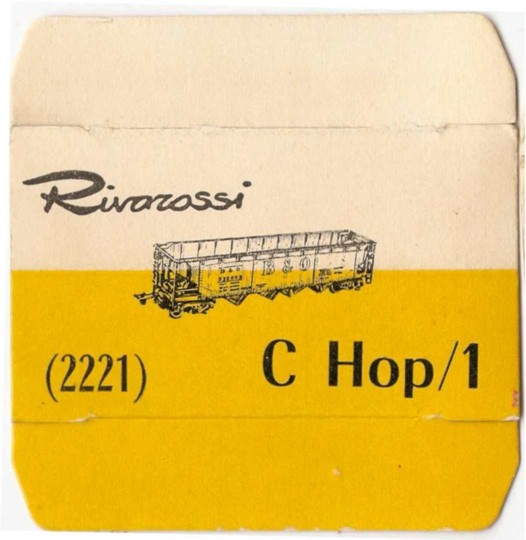 Rivarossi
B & O
B&O
(2221)
C Hop/1